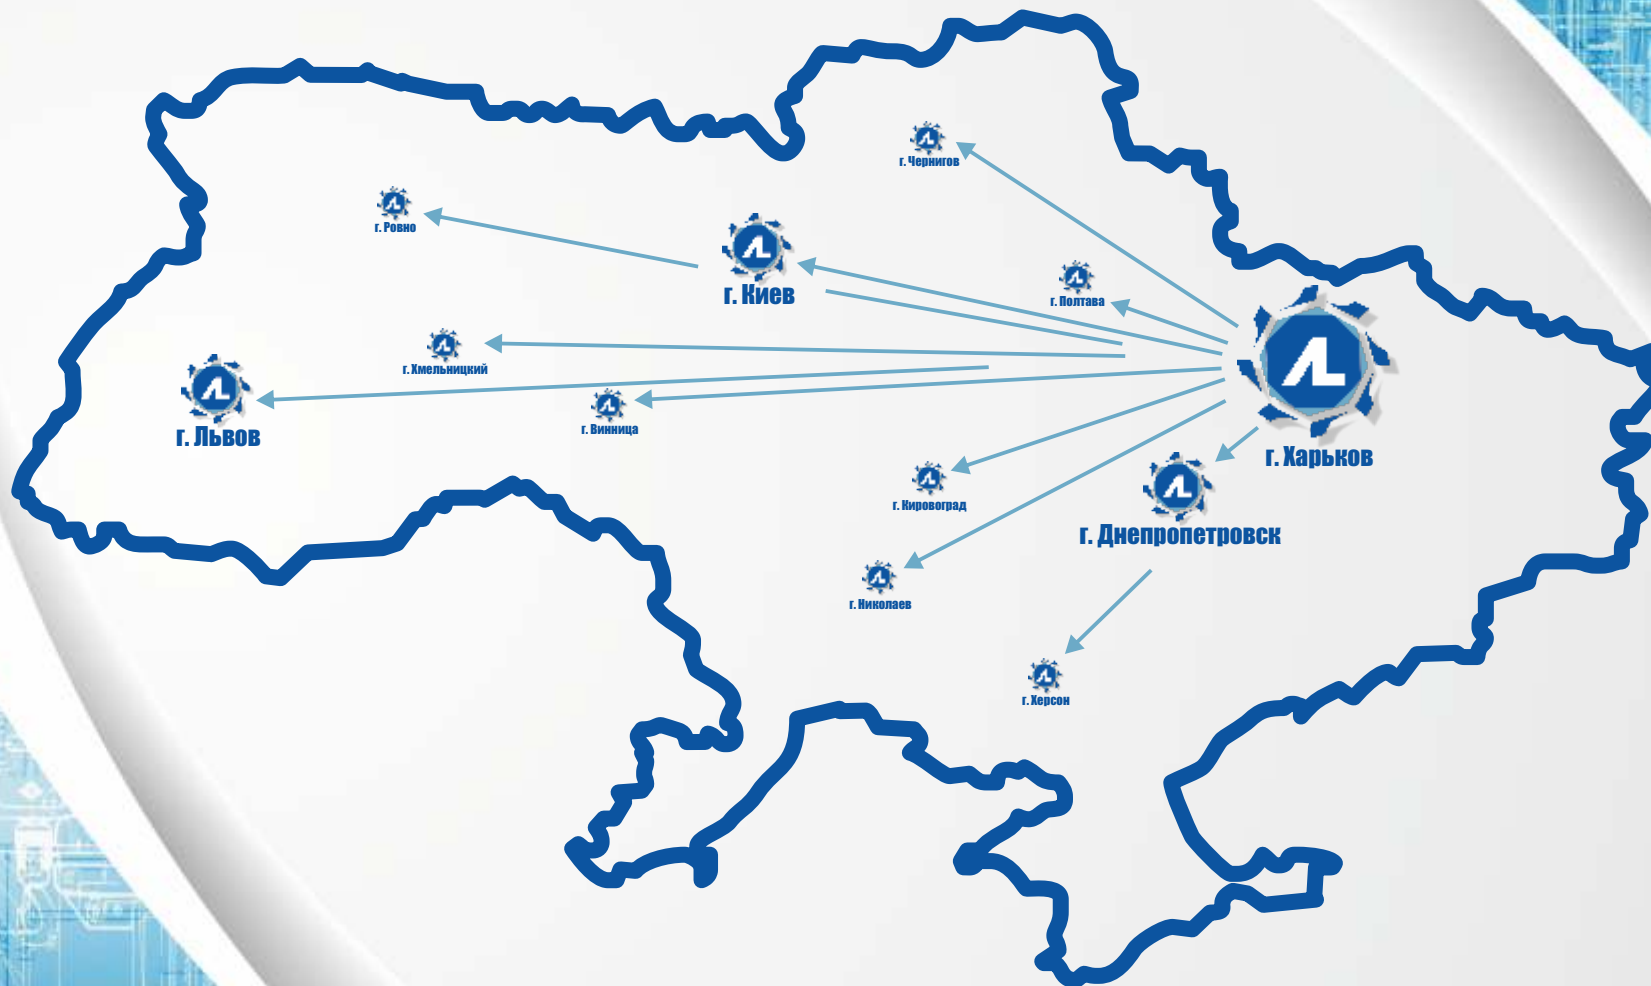 г. Чернигов
г. Ровно
г. Киев
г. Полтава
г. Хмельницкий
г. Львов
г. Винница
г. Харьков
г. Кировоград
г. Днепропетровск
г. Николаев
г. Херсон